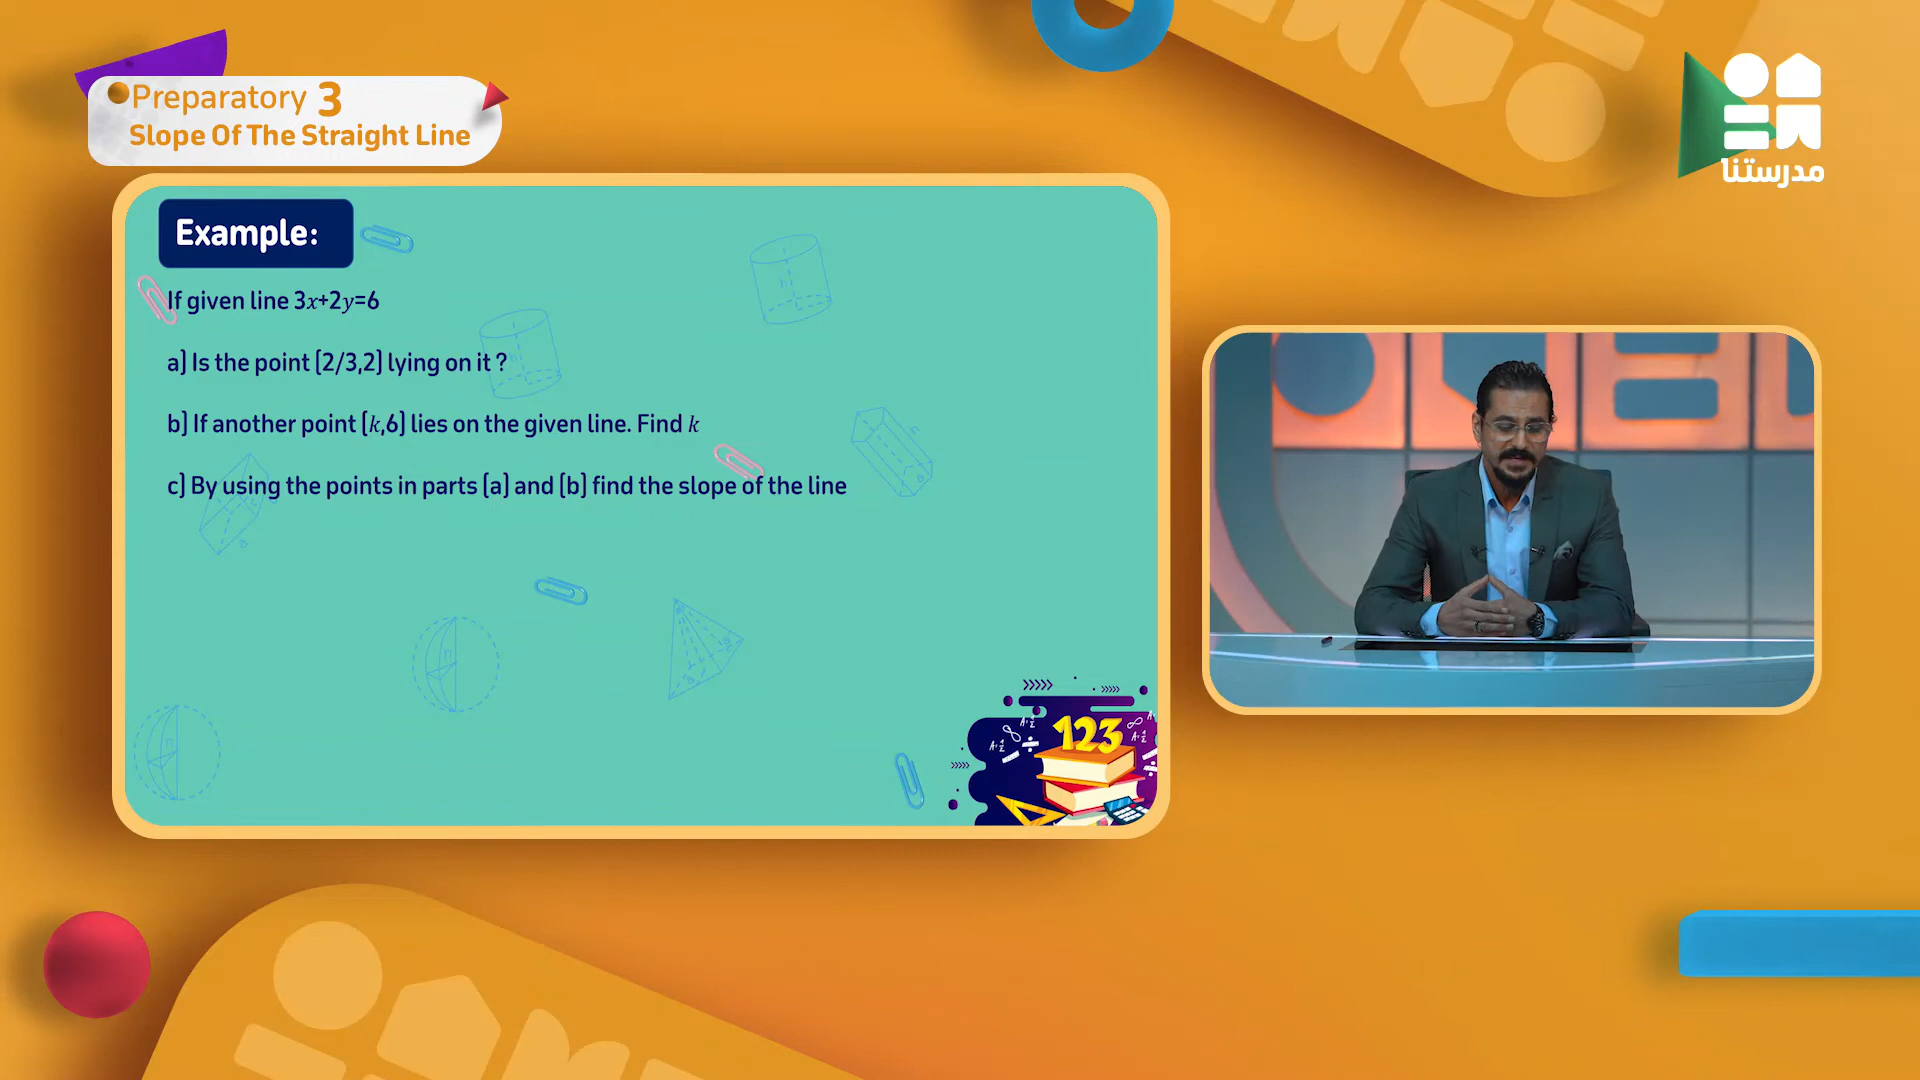 Preparatory 3
Slope Of The Straight Line
مدرستنا
Example:
If given line 3x+2y=6
a) Is the point (2/3,2) lying on it ?
b) If another point (k,6) lies on the given line. Find k
c) By using the points in parts (a) and (b) find the slope of the line
123